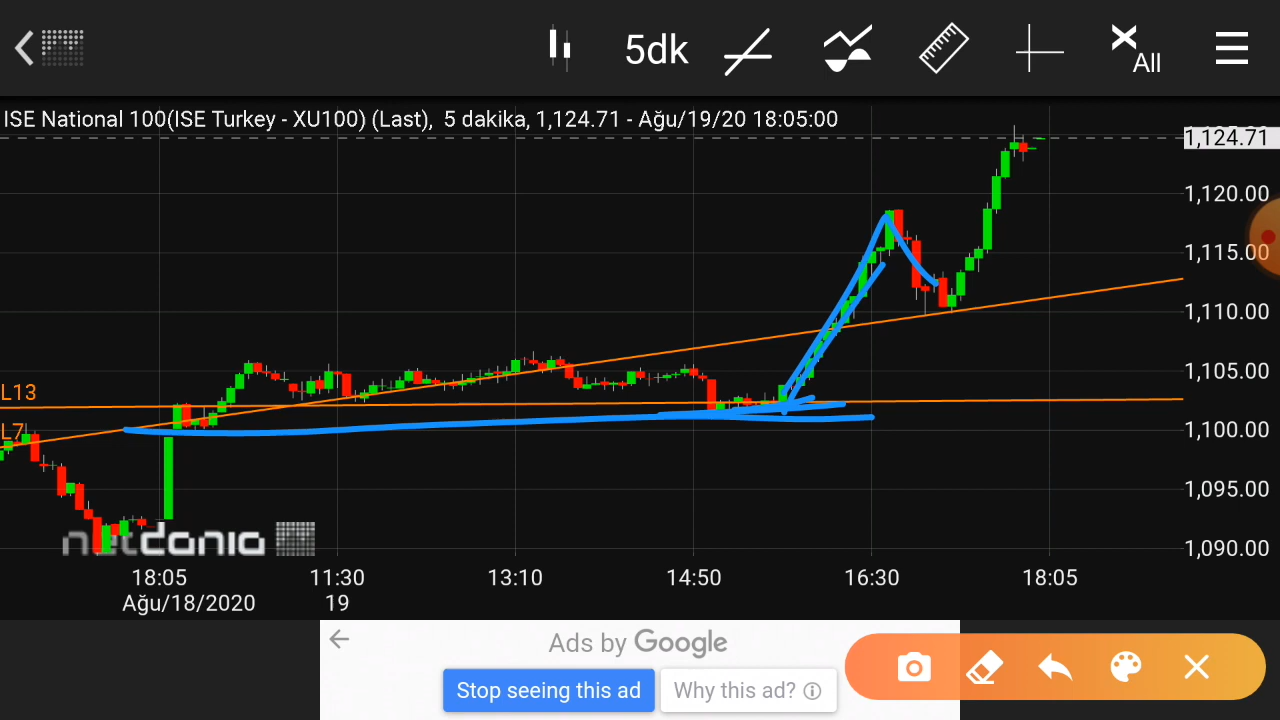 5dk
All
ISE National 100(ISE Turkey - XU100) (Last), 5 dakika, 1,124.71 - Ağu/19/20 18:05:00
1,124.71
1,120.00
1,115.00
1,110.00
1,105.00
1,100.00
1,095.00
1,090.00
L13
L7
netdania
18:05
11:30
13:10
14:50
16:30
18:05
Ağu/18/2020
19
Ads by Google
Stop seeing this ad
Why this ad?